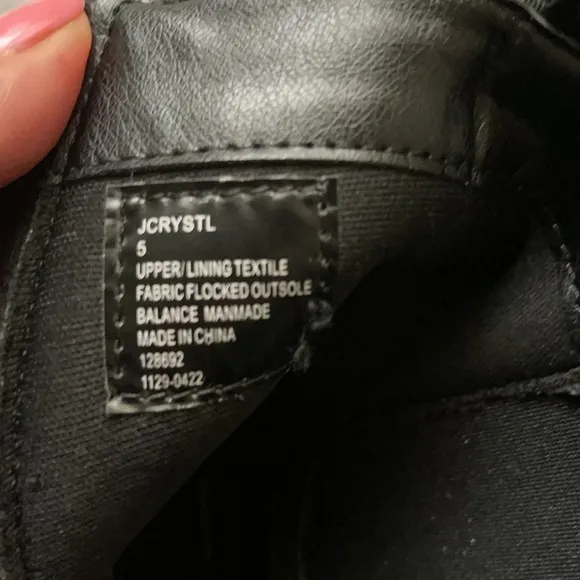 JCRYSTL
5
UPPER/LINING TEXTILE
FABRIC FLOCKED OUTSOLE
BALANCE MANMADE
MADE IN CHINA
128692
1129-0422